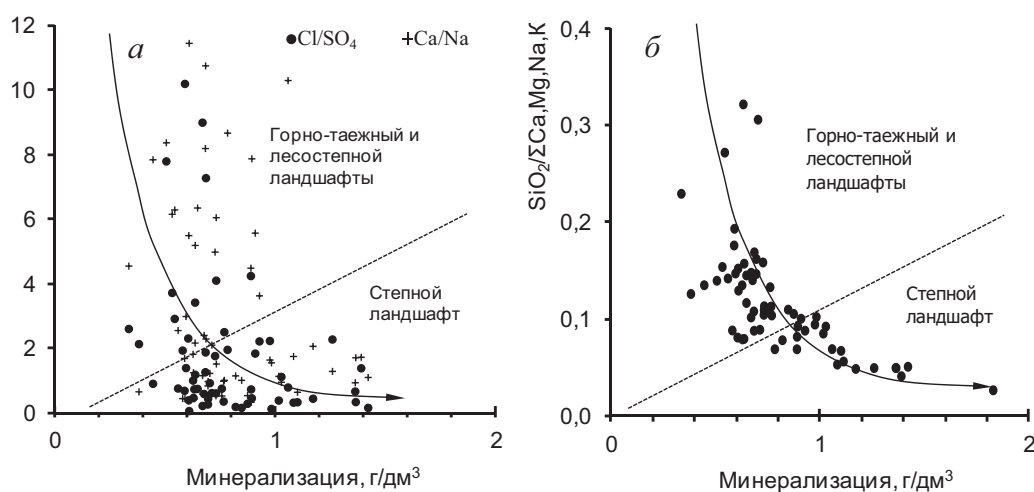 12
10
8
6
4
2
0
а
●Cl/SO₄ +Ca/Na
Горно-таежный и
лесостепной
ландшафты
Степной
ландшафт
0 1 2
Минерализация, г/дм³
SiO₂/ΣCa,Mg,Na,К
0,4
0,3
0,2
0,1
0,0
б
Горно-таежный и
лесостепной
ландшафты
Степной
ландшафт
0 1 2
Минерализация, г/дм³